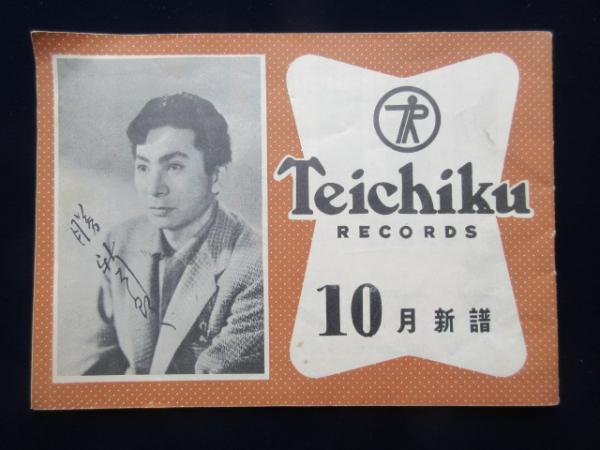 Teichiku
RECORDS
10月新譜